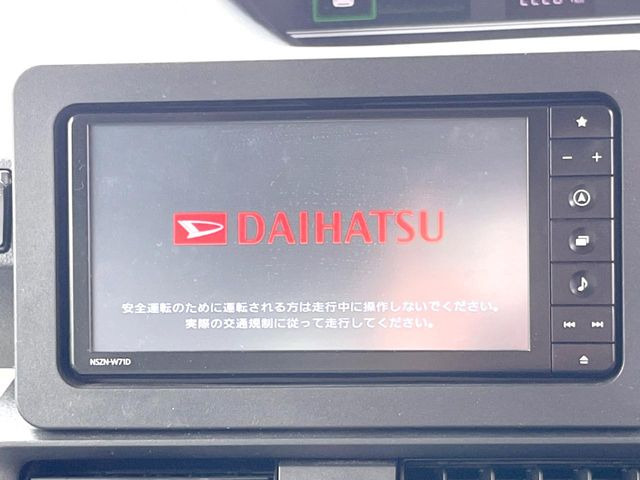 DAIHATSU
安全運転のために運転される方は走行中に操作しないでください。
実際の交通規制に従って走行してください。
NSZN-W71D